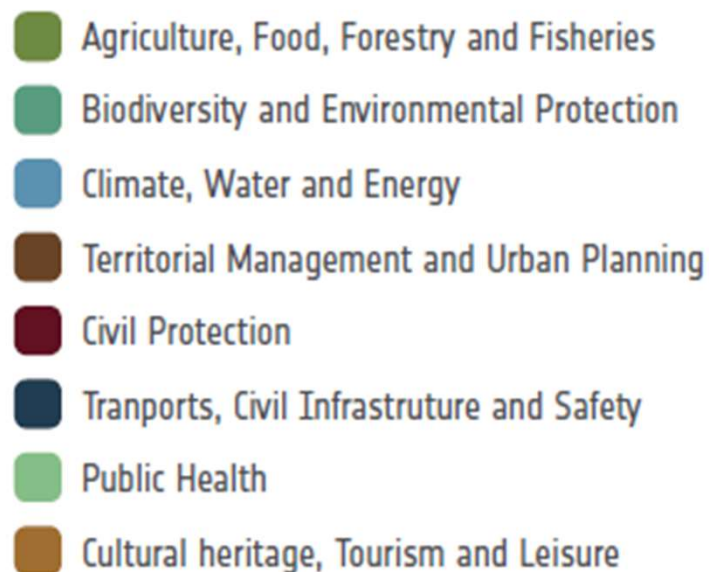 Agriculture, Food, Forestry and Fisheries
Biodiversity and Environmental Protection
Climate, Water and Energy
Territorial Management and Urban Planning
Civil Protection
Tranports, Civil Infrastruture and Safety
Public Health
Cultural heritage, Tourism and Leisure